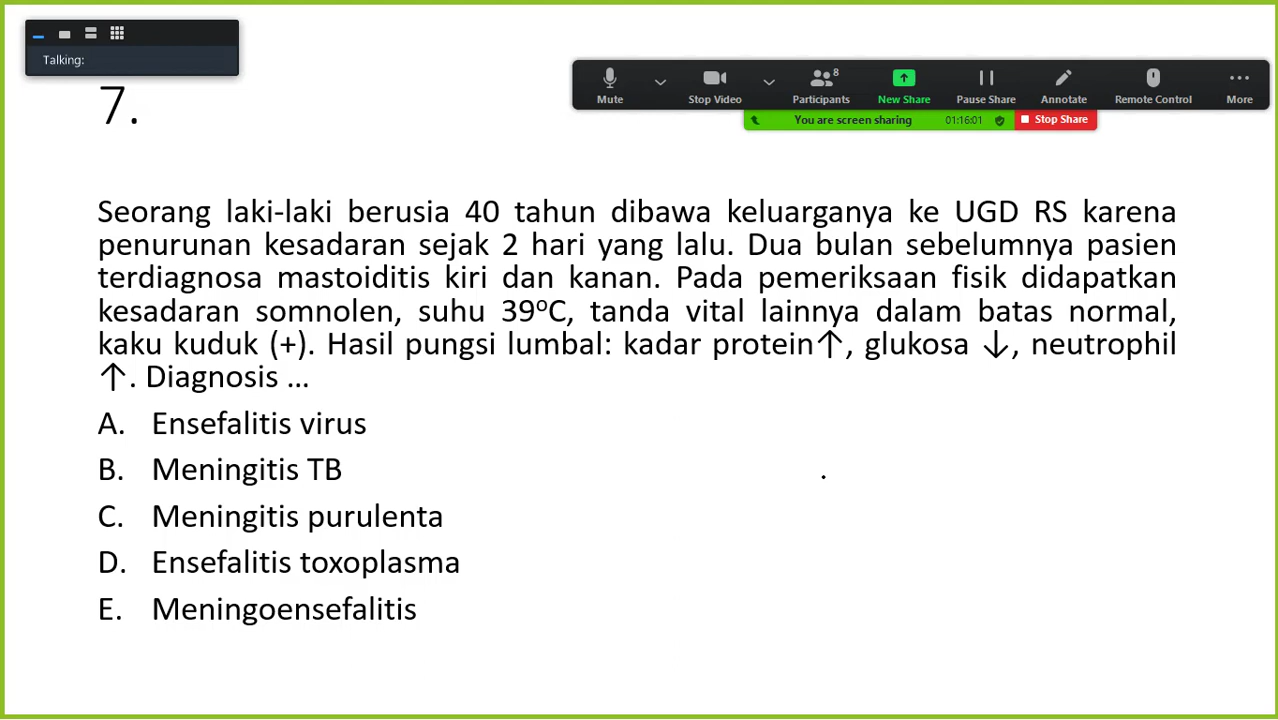 Talking:
7.
Mute
Stop Video
8
Participants
New Share
Pause Share
Annotate
Remote Control
More
You are screen sharing
01:16:01
Stop Share
Seorang laki-laki berusia 40 tahun dibawa keluarganya ke UGD RS karena
penurunan kesadaran sejak 2 hari yang lalu. Dua bulan sebelumnya pasien
terdiagnosa mastoiditis kiri dan kanan. Pada pemeriksaan fisik didapatkan
kesadaran somnolen, suhu 39°C, tanda vital lainnya dalam batas normal,
kaku kuduk (+). Hasil pungsi lumbal: kadar protein↑, glukosa ↓, neutrophil
↑. Diagnosis ...
A. Ensefalitis virus
B. Meningitis TB
C. Meningitis purulenta
D. Ensefalitis toxoplasma
E. Meningoensefalitis